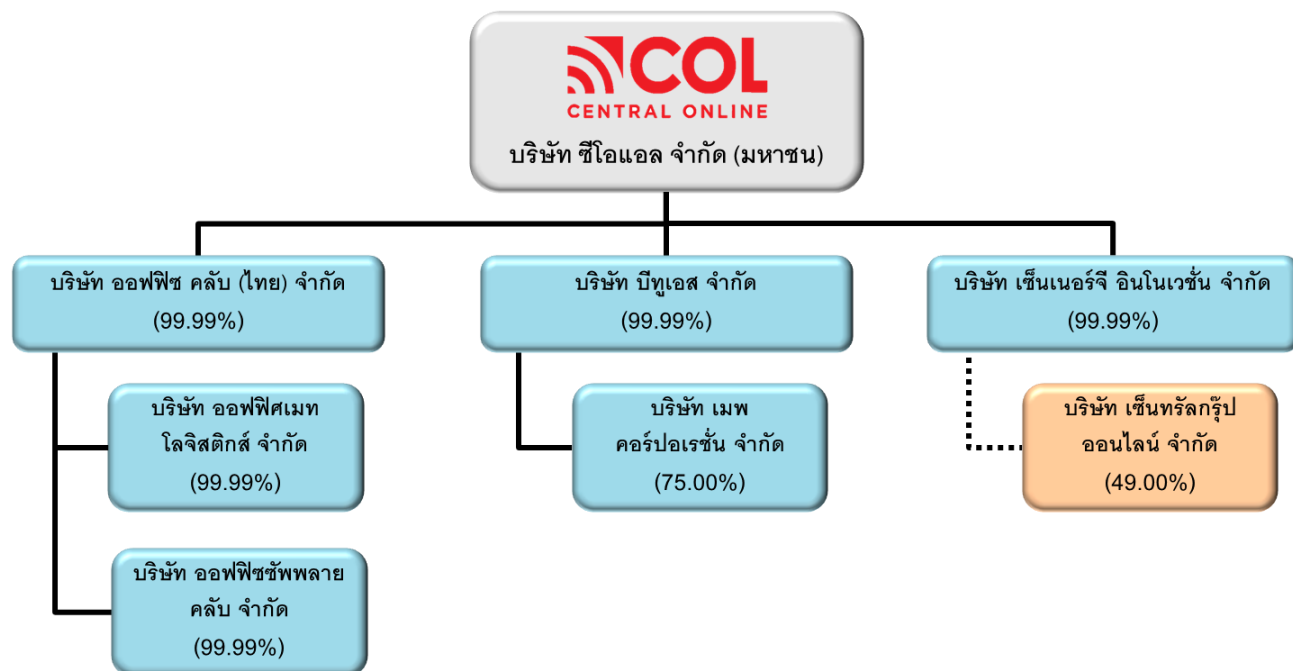 COL
CENTRAL ONLINE
บริษัท ซีโอแอล จำกัด (มหาชน)
บริษัท ออฟฟิซ คลับ (ไทย) จำกัด
(99.99%)
บริษัท บีทูเอส จำกัด
(99.99%)
บริษัท เซ็นเนอร์จี อินโนเวชั่น จำกัด
(99.99%)
บริษัท ออฟฟิศเมท
โลจิสติกส์ จำกัด
(99.99%)
บริษัท เมพ
คอร์ปอเรชั่น จำกัด
(75.00%)
บริษัท เซ็นทรัลกรุ๊ป
ออนไลน์ จำกัด
(49.00%)
บริษัท ออฟฟิซซัพพลาย
คลับ จำกัด
(99.99%)